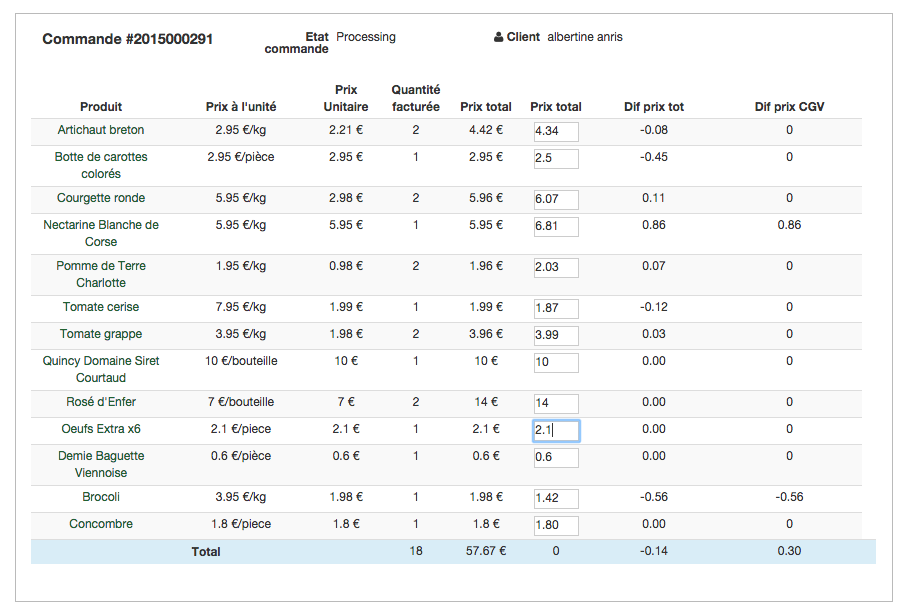 Commande #2015000291 Etat commande Processing Client albertine anris
Produit Prix à l'unité Prix Unitaire Quantité facturée Prix total Prix total Dif prix tot Dif prix CGV
Artichaut breton 2.95 €/kg 2.21 € 2 4.42 € 4.34 -0.08 0
Botte de carottes colorés 2.95 €/pièce 2.95 € 1 2.95 € 2.5 -0.45 0
Courgette ronde 5.95 €/kg 2.98 € 2 5.96 € 6.07 0.11 0
Nectarine Blanche de Corse 5.95 €/kg 5.95 € 1 5.95 € 6.81 0.86 0.86
Pomme de Terre Charlotte 1.95 €/kg 0.98 € 2 1.96 € 2.03 0.07 0
Tomate cerise 7.95 €/kg 1.99 € 1 1.99 € 1.87 -0.12 0
Tomate grappe 3.95 €/kg 1.98 € 2 3.96 € 3.99 0.03 0
Quincy Domaine Siret Courtaud 10 €/bouteille 10 € 1 10 € 10 0.00 0
Rosé d'Enfer 7 €/bouteille 7 € 2 14 € 14 0.00 0
Oeufs Extra x6 2.1 €/piece 2.1 € 1 2.1 € 2.1 0.00 0
Demie Baguette Viennoise 0.6 €/pièce 0.6 € 1 0.6 € 0.6 0.00 0
Brocoli 3.95 €/kg 1.98 € 1 1.98 € 1.42 -0.56 -0.56
Concombre 1.8 €/piece 1.8 € 1 1.8 € 1.80 0.00 0
Total 18 57.67 € 0 -0.14 0.30